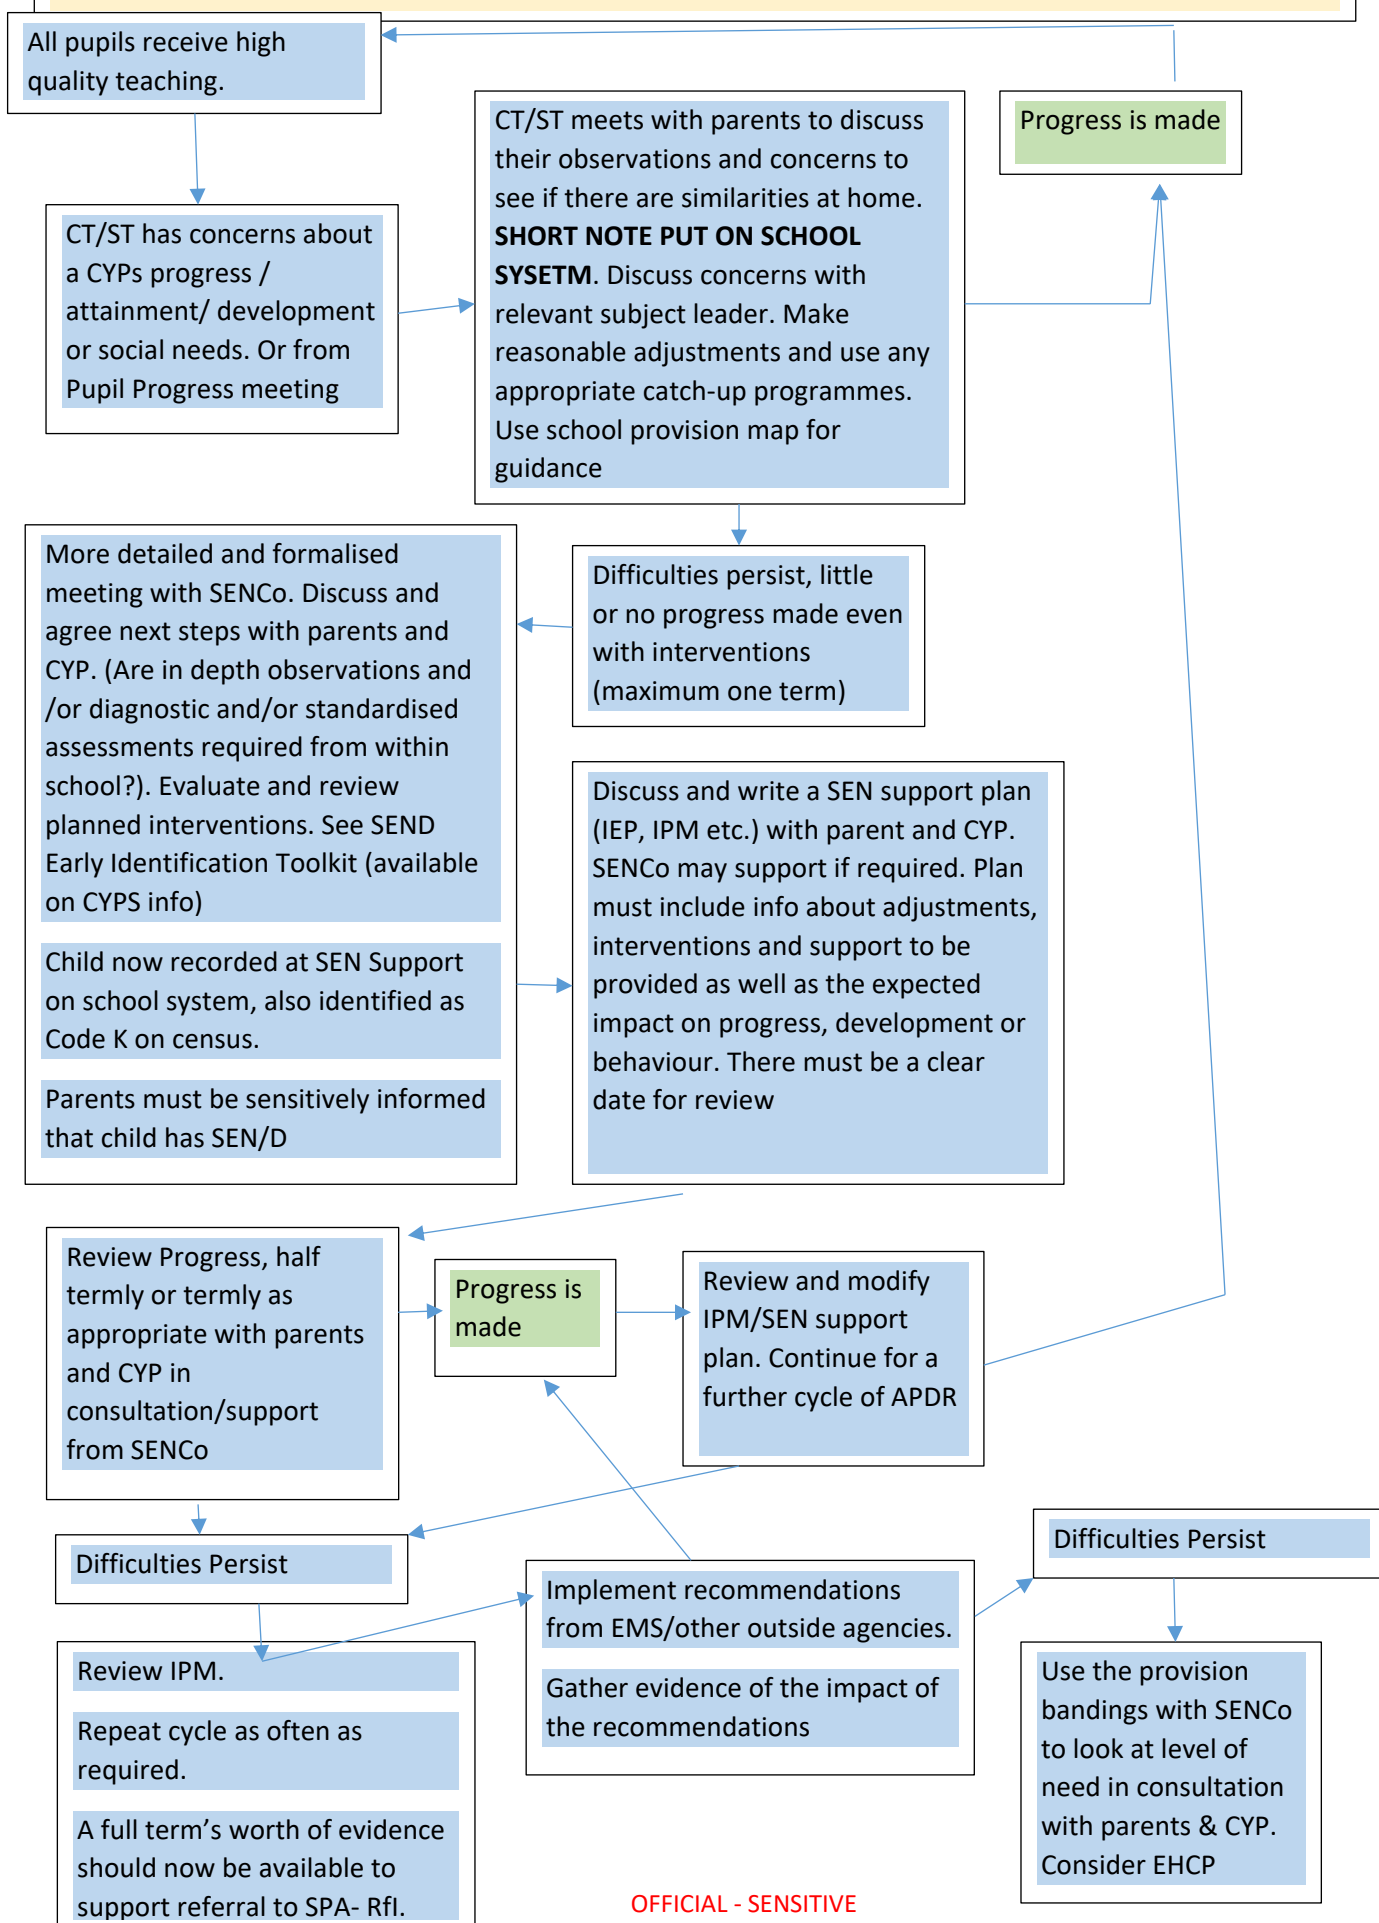 All pupils receive high
quality teaching.
Progress is made
CT/ST meets with parents to discuss
their observations and concerns to
see if there are similarities at home.
SHORT NOTE PUT ON SCHOOL
SYSETM. Discuss concerns with
relevant subject leader. Make
reasonable adjustments and use any
appropriate catch-up programmes.
Use school provision map for
guidance
CT/ST has concerns about
a CYPs progress /
attainment/ development
or social needs. Or from
Pupil Progress meeting
Difficulties persist, little
or no progress made even
with interventions
(maximum one term)
More detailed and formalised
meeting with SENCo. Discuss and
agree next steps with parents and
CYP. (Are in depth observations and
/or diagnostic and/or standardised
assessments required from within
school?). Evaluate and review
planned interventions. See SEND
Early Identification Toolkit (available
on CYPS info)
Child now recorded at SEN Support
on school system, also identified as
Code K on census.
Parents must be sensitively informed
that child has SEN/D
Discuss and write a SEN support plan
(IEP, IPM etc.) with parent and CYP.
SENCo may support if required. Plan
must include info about adjustments,
interventions and support to be
provided as well as the expected
impact on progress, development or
behaviour. There must be a clear
date for review
Review Progress, half
termly or termly as
appropriate with parents
and CYP in
consultation/support
from SENCo
Progress is
made
Review and modify
IPM/SEN support
plan. Continue for a
further cycle of APDR
Difficulties Persist
Difficulties Persist
Implement recommendations
from EMS/other outside agencies.
Gather evidence of the impact of
the recommendations
Review IPM.
Repeat cycle as often as
required.
A full term’s worth of evidence
should now be available to
support referral to SPA- RfI.
Use the provision
bandings with SENCo
to look at level of
need in consultation
with parents & CYP.
Consider EHCP
OFFICIAL - SENSITIVE